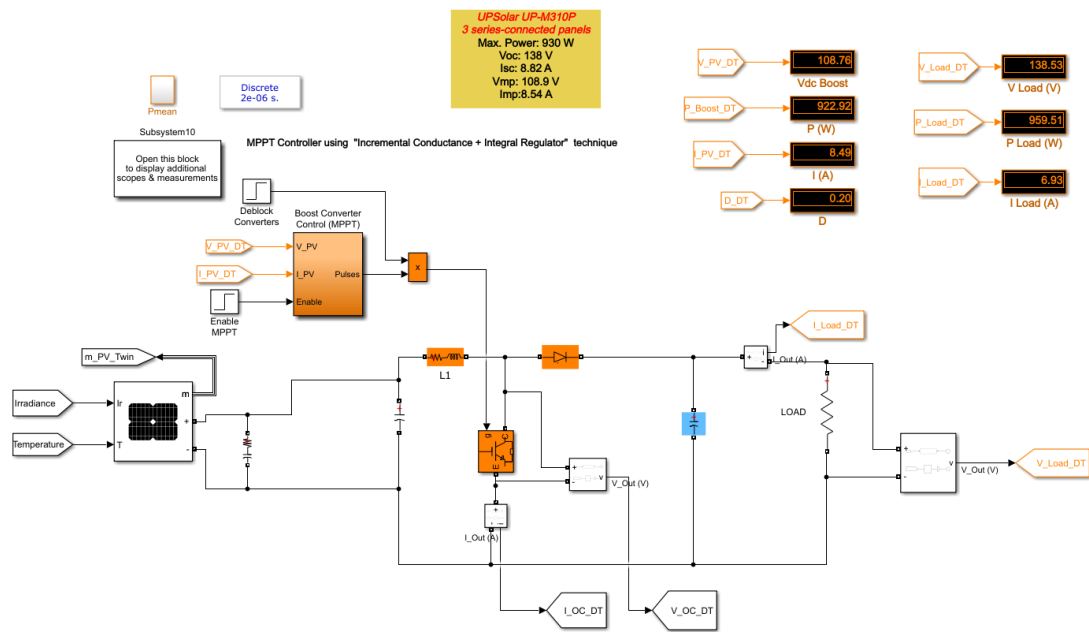 UPSolar UP-M310P
3 series-connected panels
Max. Power: 930 W
Voc: 138 V
Isc: 8.82 A
Vmp: 108.9 V
Imp:8.54 A
V_PV_DT
108.76
Vdc Boost
P_Boost_DT
922.92
P (W)
I_PV_DT
8.49
I (A)
D_DT
0.20
D
V_Load_DT
138.53
V Load (V)
P_Load_DT
959.51
P Load (W)
I_Load_DT
6.93
I Load (A)
Pmean
Discrete
2e-06 s.
Subsystem10
Open this block
to display additional
scopes & measurements
MPPT Controller using "Incremental Conductance + Integral Regulator" technique
Deblock
Converters
Boost Converter
Control (MPPT)
V_PV_DT
V_PV
I_PV_DT
I_PV
Pulses
Enable
Enable
MPPT
x
I_Load_DT
m_PV_Twin
L1
+
i
-
I_Out (A)
m
Irradiance
Ir
+
+
+
+
LOAD
Temperature
T
-
g
C
E
+
-
v
V_Out (V)
+
-
v
V_Out (V)
V_Load_DT
+
-
I_Out (A)
I_OC_DT
V_OC_DT